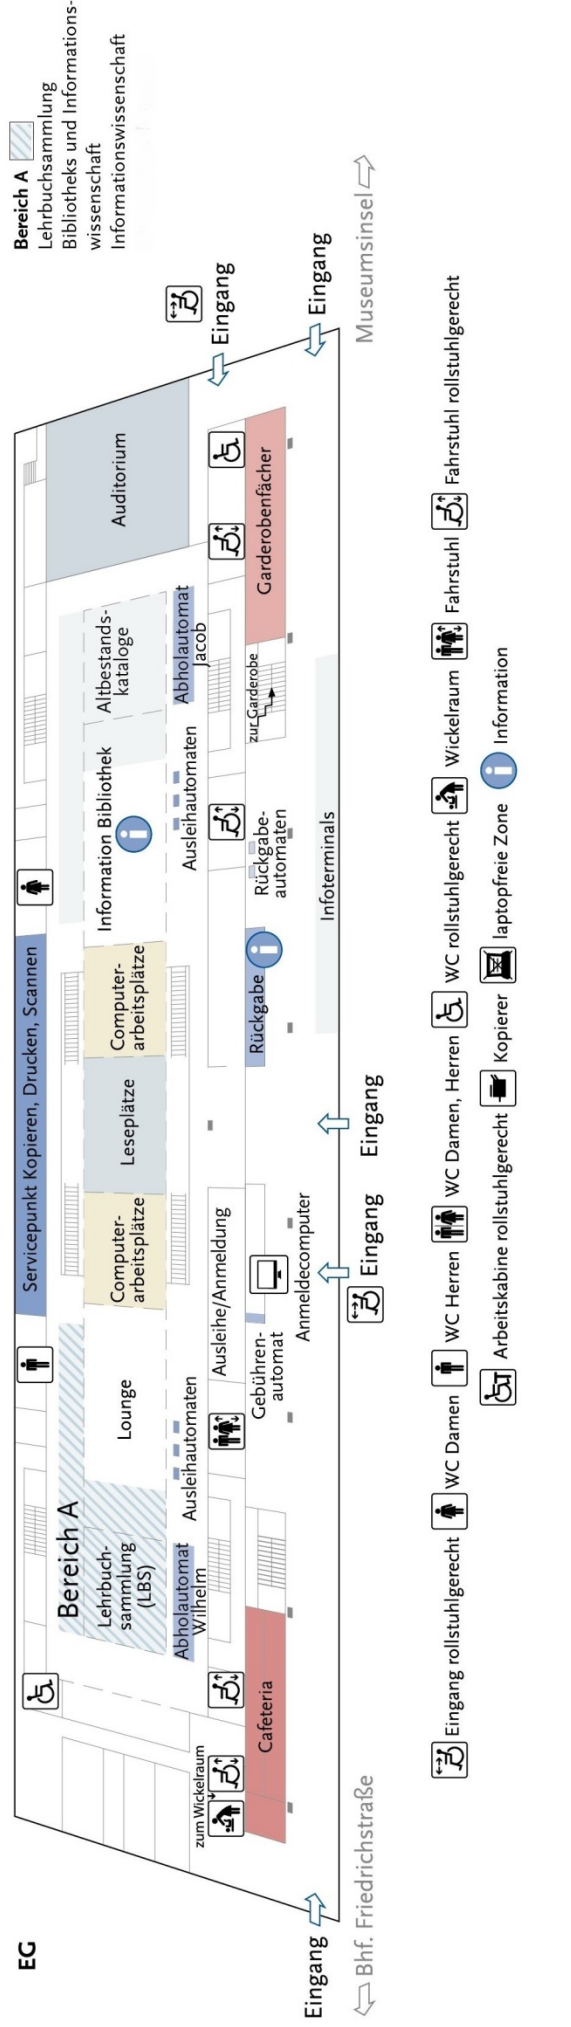 EG
Bereich A
Lehrbuchsammlung
Bibliotheks und Informations-
wissenschaft
Informationswissenschaft
Servicepunkt Kopieren, Drucken, Scannen
Bereich A
Lehrbuch-
sammlung
(LBS)
Lounge
Computer-
arbeitsplätze
Leseplätze
Computer-
arbeitsplätze
Information Bibliothek
Altbestands-
kataloge
Auditorium
Abholautomat
Wilhelm
Ausleihautomaten
Ausleihautomaten
Abholautomat
Jacob
zum Wickelraum
Ausleihe/Anmeldung
Cafeteria
Gebühren-
automat
Anmeldecomputer
Rückgabe
Rückgabe-
automaten
zur Garderobe
Garderobenfächer
Infoterminals
Eingang
Eingang
Eingang
Eingang
Eingang
Bhf. Friedrichstraße
Museumsinsel
Eingang rollstuhlgerecht
WC Damen
WC Herren
WC Damen, Herren
WC rollstuhlgerecht
Wickelraum
Fahrstuhl
Fahrstuhl rollstuhlgerecht
Arbeitskabine rollstuhlgerecht
Kopierer
laptopfreie Zone
Information